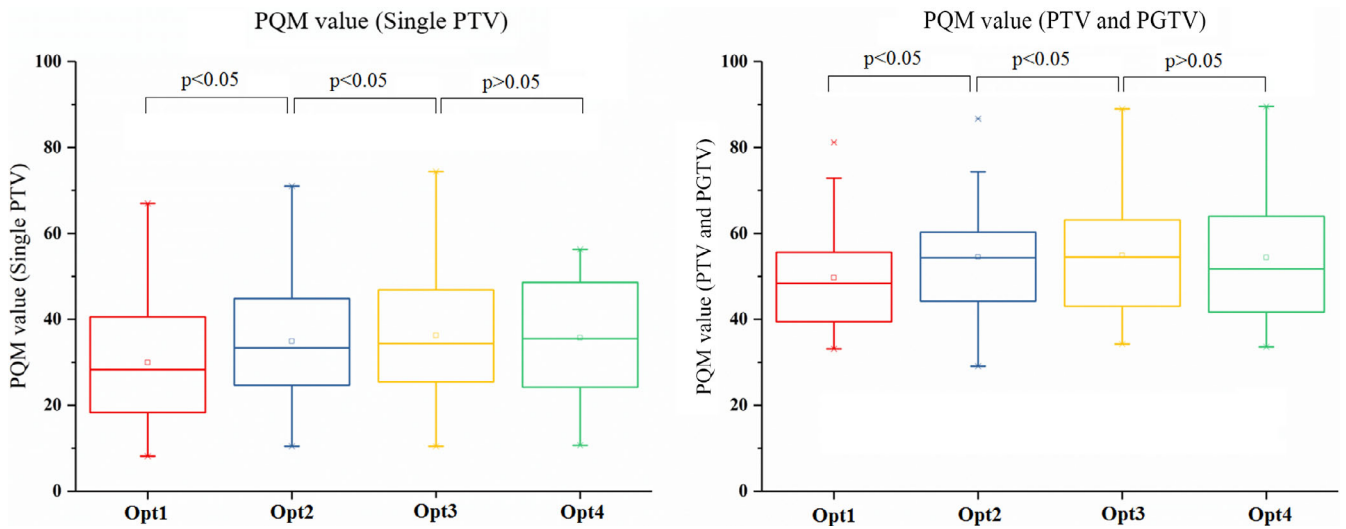 PQM value (Single PTV)
100
80
60
40
20
0
PQM value (Single PTV)
p<0.05
p<0.05
p>0.05
Opt1
Opt2
Opt3
Opt4
PQM value (PTV and PGTV)
100
80
60
40
20
0
PQM value (PTV and PGTV)
p<0.05
p<0.05
p>0.05
Opt1
Opt2
Opt3
Opt4